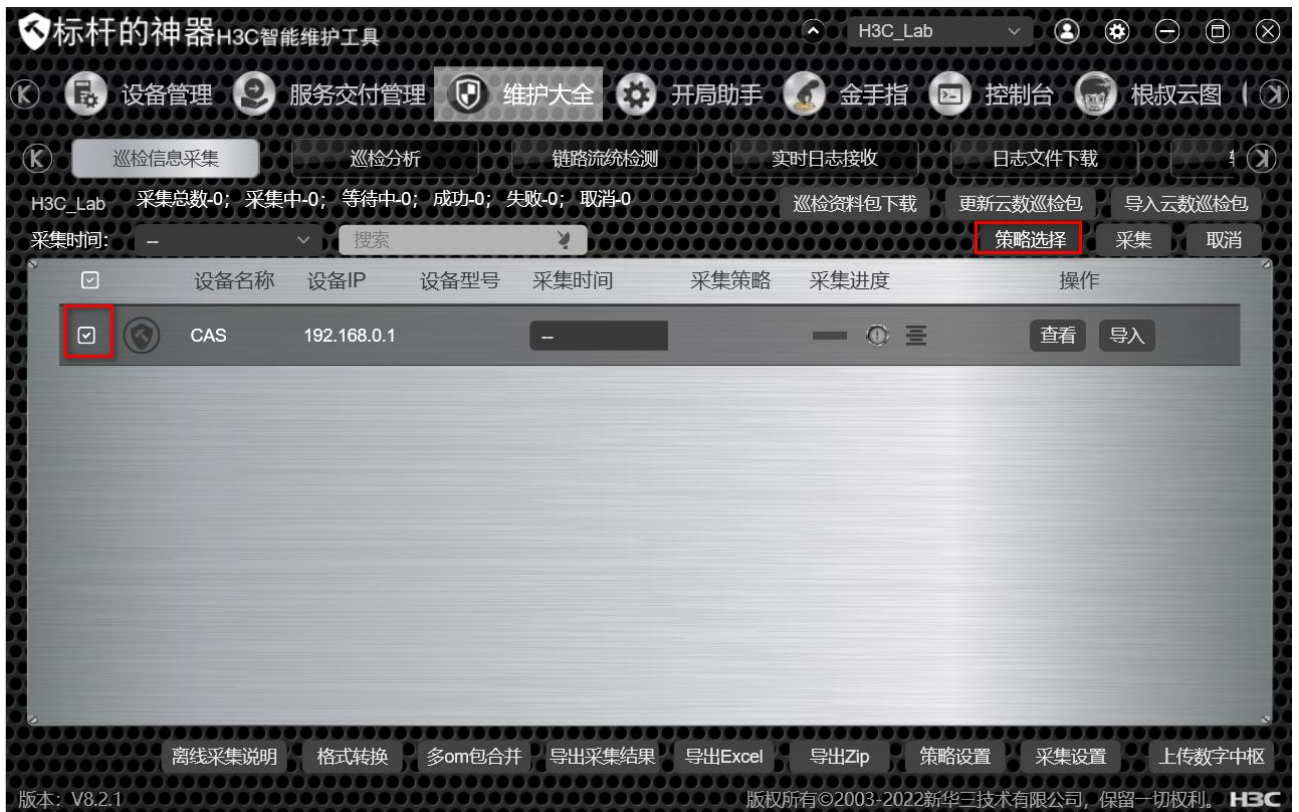 标杆的神器H3C智能维护工具 H3C_Lab
设备管理 服务交付管理 维护大全 开局助手 金手指 控制台 根叔云图
巡检信息采集 巡检分析 链路流统检测 实时日志接收 日志文件下载
H3C_Lab 采集总数-0; 采集中-0; 等待中-0; 成功-0; 失败-0; 取消-0 巡检资料包下载 更新云数巡检包 导入云数巡检包
采集时间: -- 搜索 策略选择 采集 取消
设备名称 设备IP 设备型号 采集时间 采集策略 采集进度 操作
CAS 192.168.0.1 -- 查看 导入
离线采集说明 格式转换 多om包合并 导出采集结果 导出Excel 导出Zip 策略设置 采集设置 上传数字中枢
版本: V8.2.1 版权所有©2003-2022新华三技术有限公司, 保留一切权利。 H3C